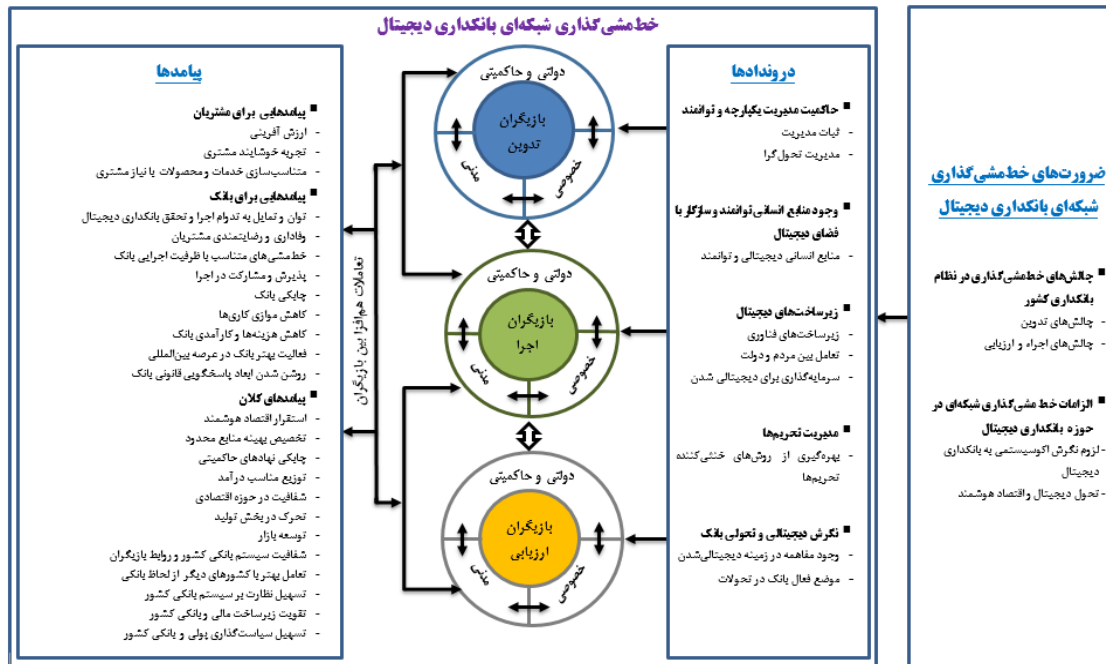 خط‌مشی‌گذاری شبکه‌ای بانکداری دیجیتال
ضرورت‌های خط‌مشی‌گذاری
شبکه‌ای بانکداری دیجیتال
چالش‌های خط‌مشی‌گذاری در نظام
بانکداری کشور
- چالش‌های تدوین
- چالش‌های اجراء و ارزیابی
الزامات خط مشی‌گذاری شبکه‌ای در
حوزه بانکداری دیجیتال
-لزوم نگرش اکوسیستمی به بانکداری
دیجیتال
-تحول دیجیتال و اقتصاد هوشمند
دروندادها
حاکمیت مدیریت یکپارچه و توانمند
- ثبات مدیریت
- مدیریت تحول‌گرا
وجود منابع انسانی توانمند و سازگار با
فضای دیجیتال
- منابع انسانی دیجیتالی و توانمند
زیرساخت‌های دیجیتال
- زیرساخت‌های فناوری
- تعامل بین مردم و دولت
- سرمایه‌گذاری برای دیجیتالی شدن
مدیریت تحریم‌ها
- بهره‌گیری از روش‌های خنثی‌کننده
تحریم‌ها
نگرش دیجیتالی و تحولی بانک
- وجود مفاهمه در زمینه دیجیتالی‌شدن
- موضع فعال بانک در تحولات
دولتی و حاکمیتی
بازیگران
تدوین
خصوصی
مدنی
دولتی و حاکمیتی
بازیگران
اجرا
خصوصی
مدنی
دولتی و حاکمیتی
بازیگران
ارزیابی
خصوصی
مدنی
تعاملات هم‌افزا بین بازیگران
پیامدها
پیامدهایی برای مشتریان
- ارزش آفرینی
- تجربه خوشایند مشتری
- متناسب‌سازی خدمات و محصولات با نیاز مشتری
پیامدهایی برای بانک
- توان و تمایل به تداوم اجرا و تحقق بانکداری دیجیتال
- وفاداری و رضایتمندی مشتریان
- خط‌مشی‌های متناسب با ظرفیت اجرایی بانک
- پذیرش و مشارکت در اجرا
- چابکی بانک
- کاهش موازی کاری‌ها
- کاهش هزینه‌ها و کارآمدی بانک
- فعالیت بهتر بانک در عرصه بین‌المللی
- روشن شدن ابعاد پاسخگویی قانونی بانک
پیامدهای کلان
- استقرار اقتصاد هوشمند
- تخصیص بهینه منابع محدود
- چابکی نهادهای حاکمیتی
- توزیع مناسب درآمد
- شفافیت در حوزه اقتصادی
- تحرک در بخش تولید
- توسعه بازار
- شفافیت سیستم بانکی کشور و روابط بازیگران
- تعامل بهتر با کشورهای دیگر از لحاظ بانکی
- تسهیل نظارت بر سیستم بانکی کشور
- تقویت زیرساخت مالی و بانکی کشور
- تسهیل سیاست‌گذاری پولی و بانکی کشور